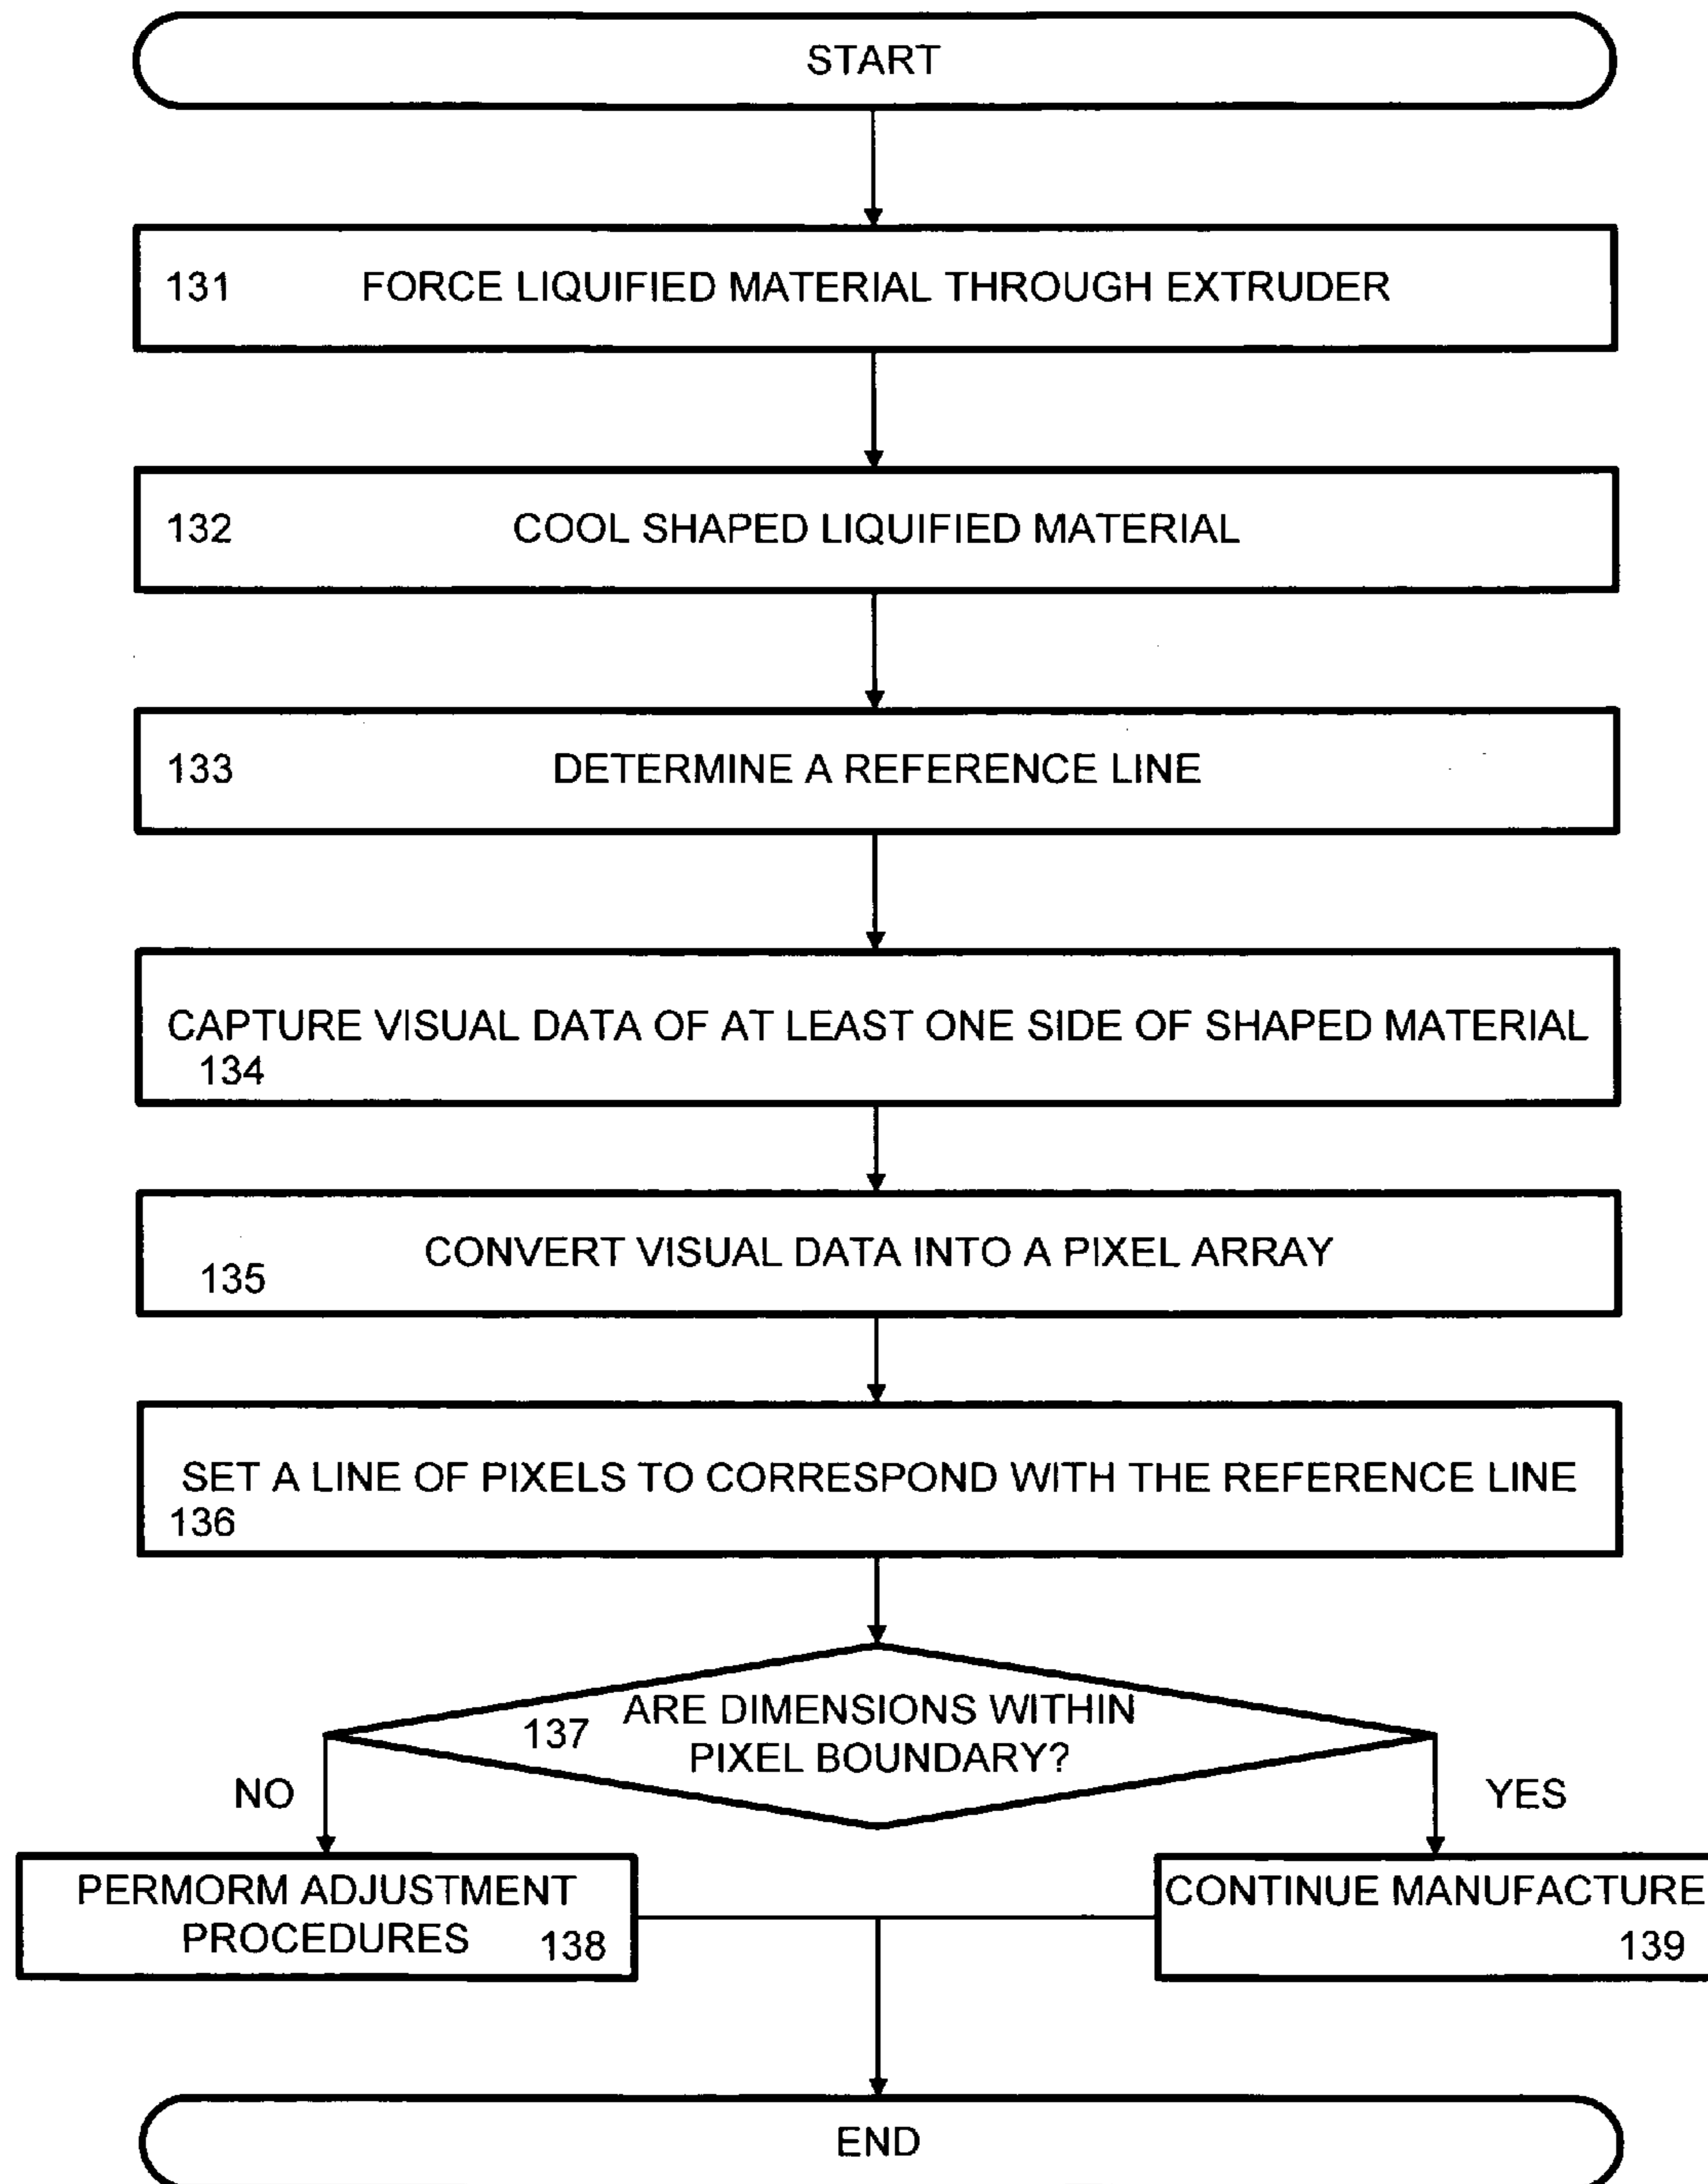 START
131 FORCE LIQUIFIED MATERIAL THROUGH EXTRUDER
132 COOL SHAPED LIQUIFIED MATERIAL
133 DETERMINE A REFERENCE LINE
CAPTURE VISUAL DATA OF AT LEAST ONE SIDE OF SHAPED MATERIAL
134
CONVERT VISUAL DATA INTO A PIXEL ARRAY
135
SET A LINE OF PIXELS TO CORRESPOND WITH THE REFERENCE LINE
136
137 ARE DIMENSIONS WITHIN
PIXEL BOUNDARY?
NO
YES
PERMORM ADJUSTMENT
PROCEDURES 138
CONTINUE MANUFACTURE
139
END